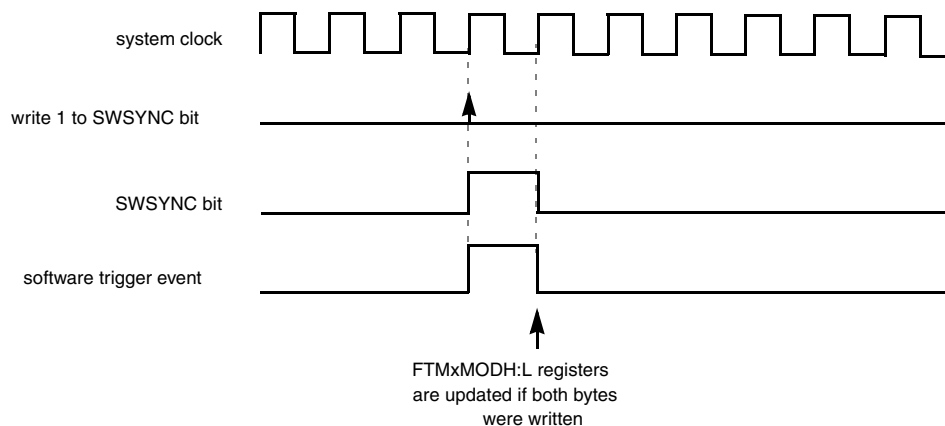 system clock
write 1 to SWSYNC bit
SWSYNC bit
software trigger event
FTMxMODH:L registers
are updated if both bytes
were written